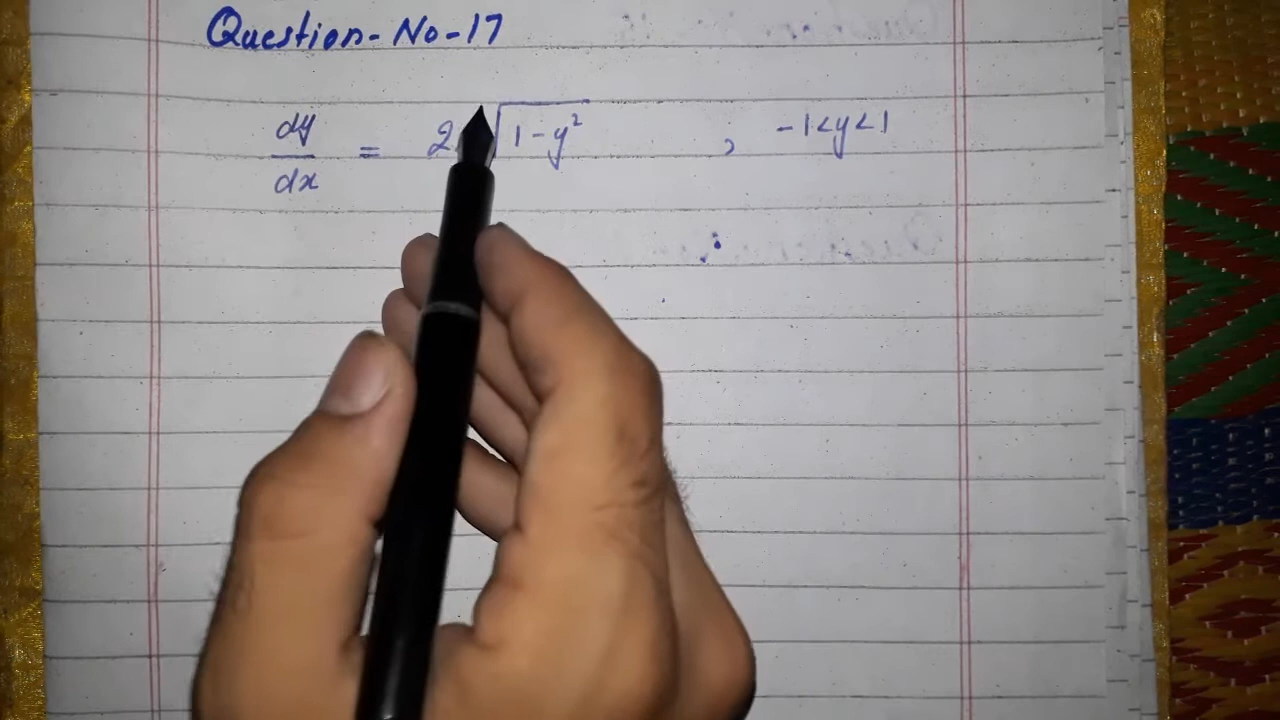 Question-No-17
dy/dx = 2 √(1-y²) , -1<y<1